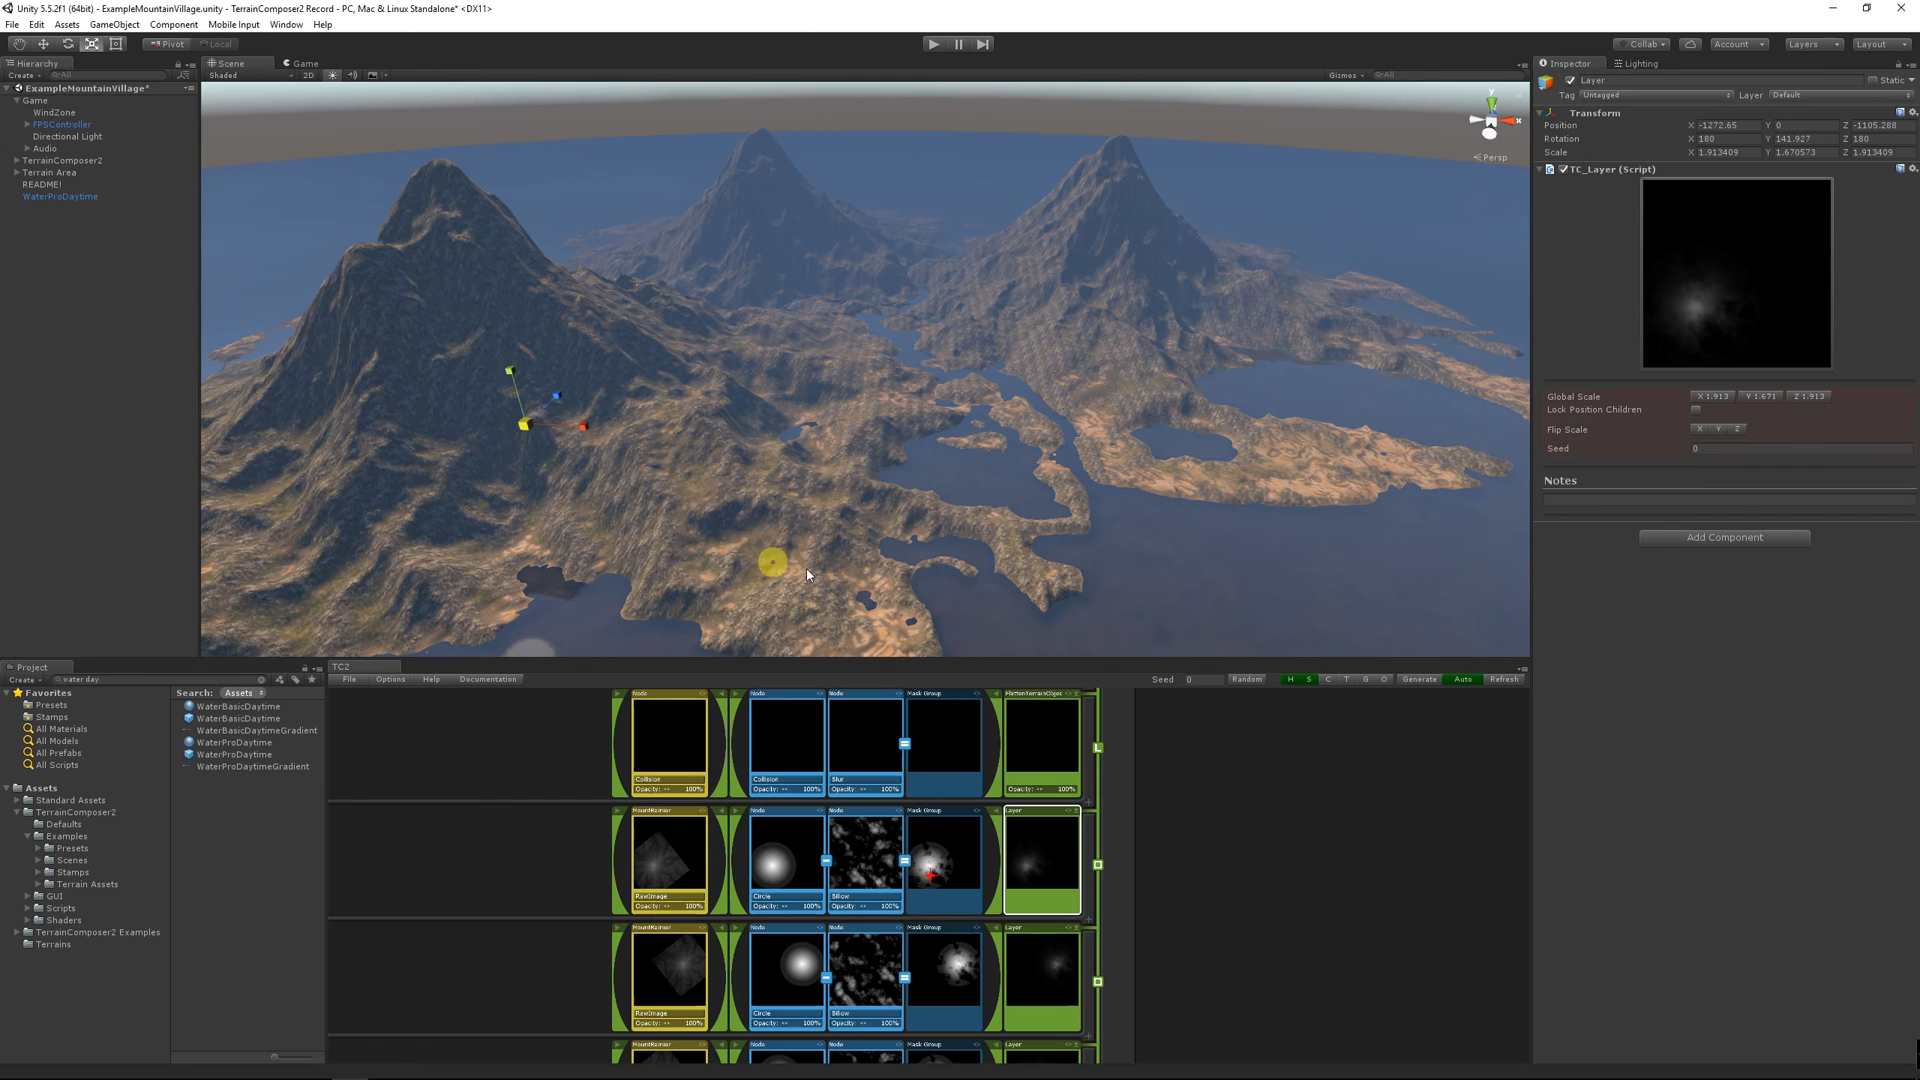 Unity 5.5.2f1 (64bit) - ExampleMountainVillage.unity - TerrainComposer2 Record - PC, Mac & Linux Standalone* <DX11>
File Edit Assets GameObject Component Mobile Input Window Help
Pivot Local
Collab Account Layers Layout
Hierarchy
Create All
ExampleMountainVillage*
Game
WindZone
FPSController
Directional Light
Audio
TerrainComposer2
Terrain Area
README!
WaterProDaytime
Scene Game
Shaded 2D Gizmos All
y
x
Persp
Inspector Lighting
Layer Static
Tag Untagged Layer Default
Transform
Position X -1272.65 Y 0 Z -1105.288
Rotation X 180 Y 141.927 Z 180
Scale X 1.913409 Y 1.670573 Z 1.913409
TC_Layer (Script)
Global Scale X 1.913 Y 1.671 Z 1.913
Lock Position Children
Flip Scale X Y Z
Seed 0
Notes
Add Component
Project
Create water day
Favorites
Presets
Stamps
All Materials
All Models
All Prefabs
All Scripts
Assets
Standard Assets
TerrainComposer2
Defaults
Examples
Presets
Scenes
Stamps
Terrain Assets
GUI
Scripts
Shaders
TerrainComposer2 Examples
Terrains
Search: Assets
WaterBasicDaytime
WaterBasicDaytime
WaterBasicDaytimeGradient
WaterProDaytime
WaterProDaytime
WaterProDaytimeGradient
TC2
File Options Help Documentation
Seed 0 Random H S C T G O Generate Auto Refresh
Node Node Node Mask Group FlattenTerrainObjec
Collision Collision Blur
Opacity: 100% Opacity: 100% Opacity: 100% Opacity: 100%
L
MountRainier Node Node Mask Group Layer
RawImage Circle Billow
Opacity: 100% Opacity: 100% Opacity: 100%
MountRainier Node Node Mask Group Layer
RawImage Circle Billow
Opacity: 100% Opacity: 100% Opacity: 100%
MountRainier Node Node Mask Group Layer